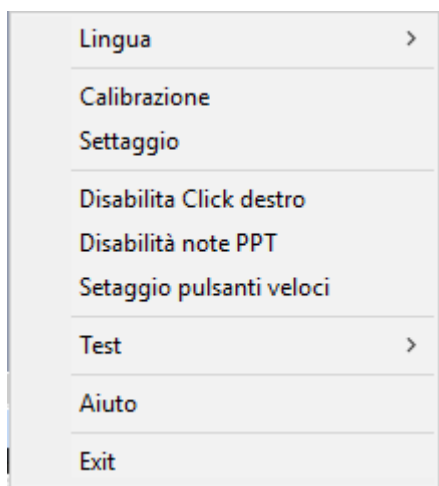 Lingua
Calibrazione
Settaggio
Disabilita Click destro
Disabilità note PPT
Setaggio pulsanti veloci
Test
Aiuto
Exit